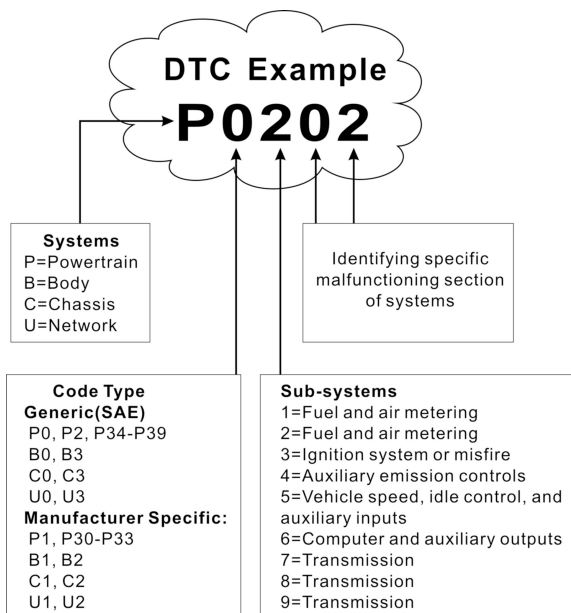 DTC Example
P0202
Systems
P=Powertrain
B=Body
C=Chassis
U=Network
Identifying specific
malfunctioning section
of systems
Code Type
Generic(SAE)
P0, P2, P34-P39
B0, B3
C0, C3
U0, U3
Manufacturer Specific:
P1, P30-P33
B1, B2
C1, C2
U1, U2
Sub-systems
1=Fuel and air metering
2=Fuel and air metering
3=Ignition system or misfire
4=Auxiliary emission controls
5=Vehicle speed, idle control, and
auxiliary inputs
6=Computer and auxiliary outputs
7=Transmission
8=Transmission
9=Transmission